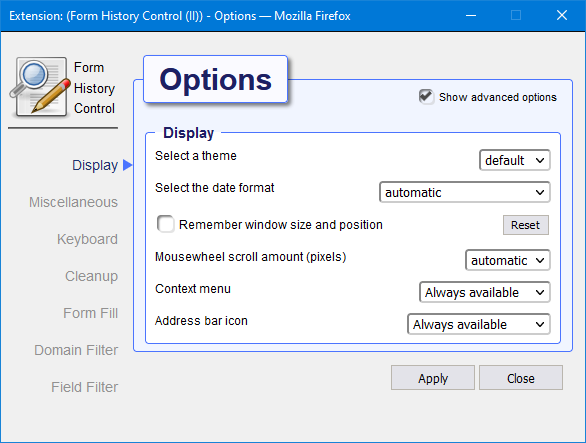 Extension: (Form History Control (II)) - Options — Mozilla Firefox
Form
History
Control
Options
Show advanced options
Display
Miscellaneous
Keyboard
Cleanup
Form Fill
Domain Filter
Field Filter
Display
Select a theme default
Select the date format automatic
Remember window size and position Reset
Mousewheel scroll amount (pixels) automatic
Context menu Always available
Address bar icon Always available
Apply Close